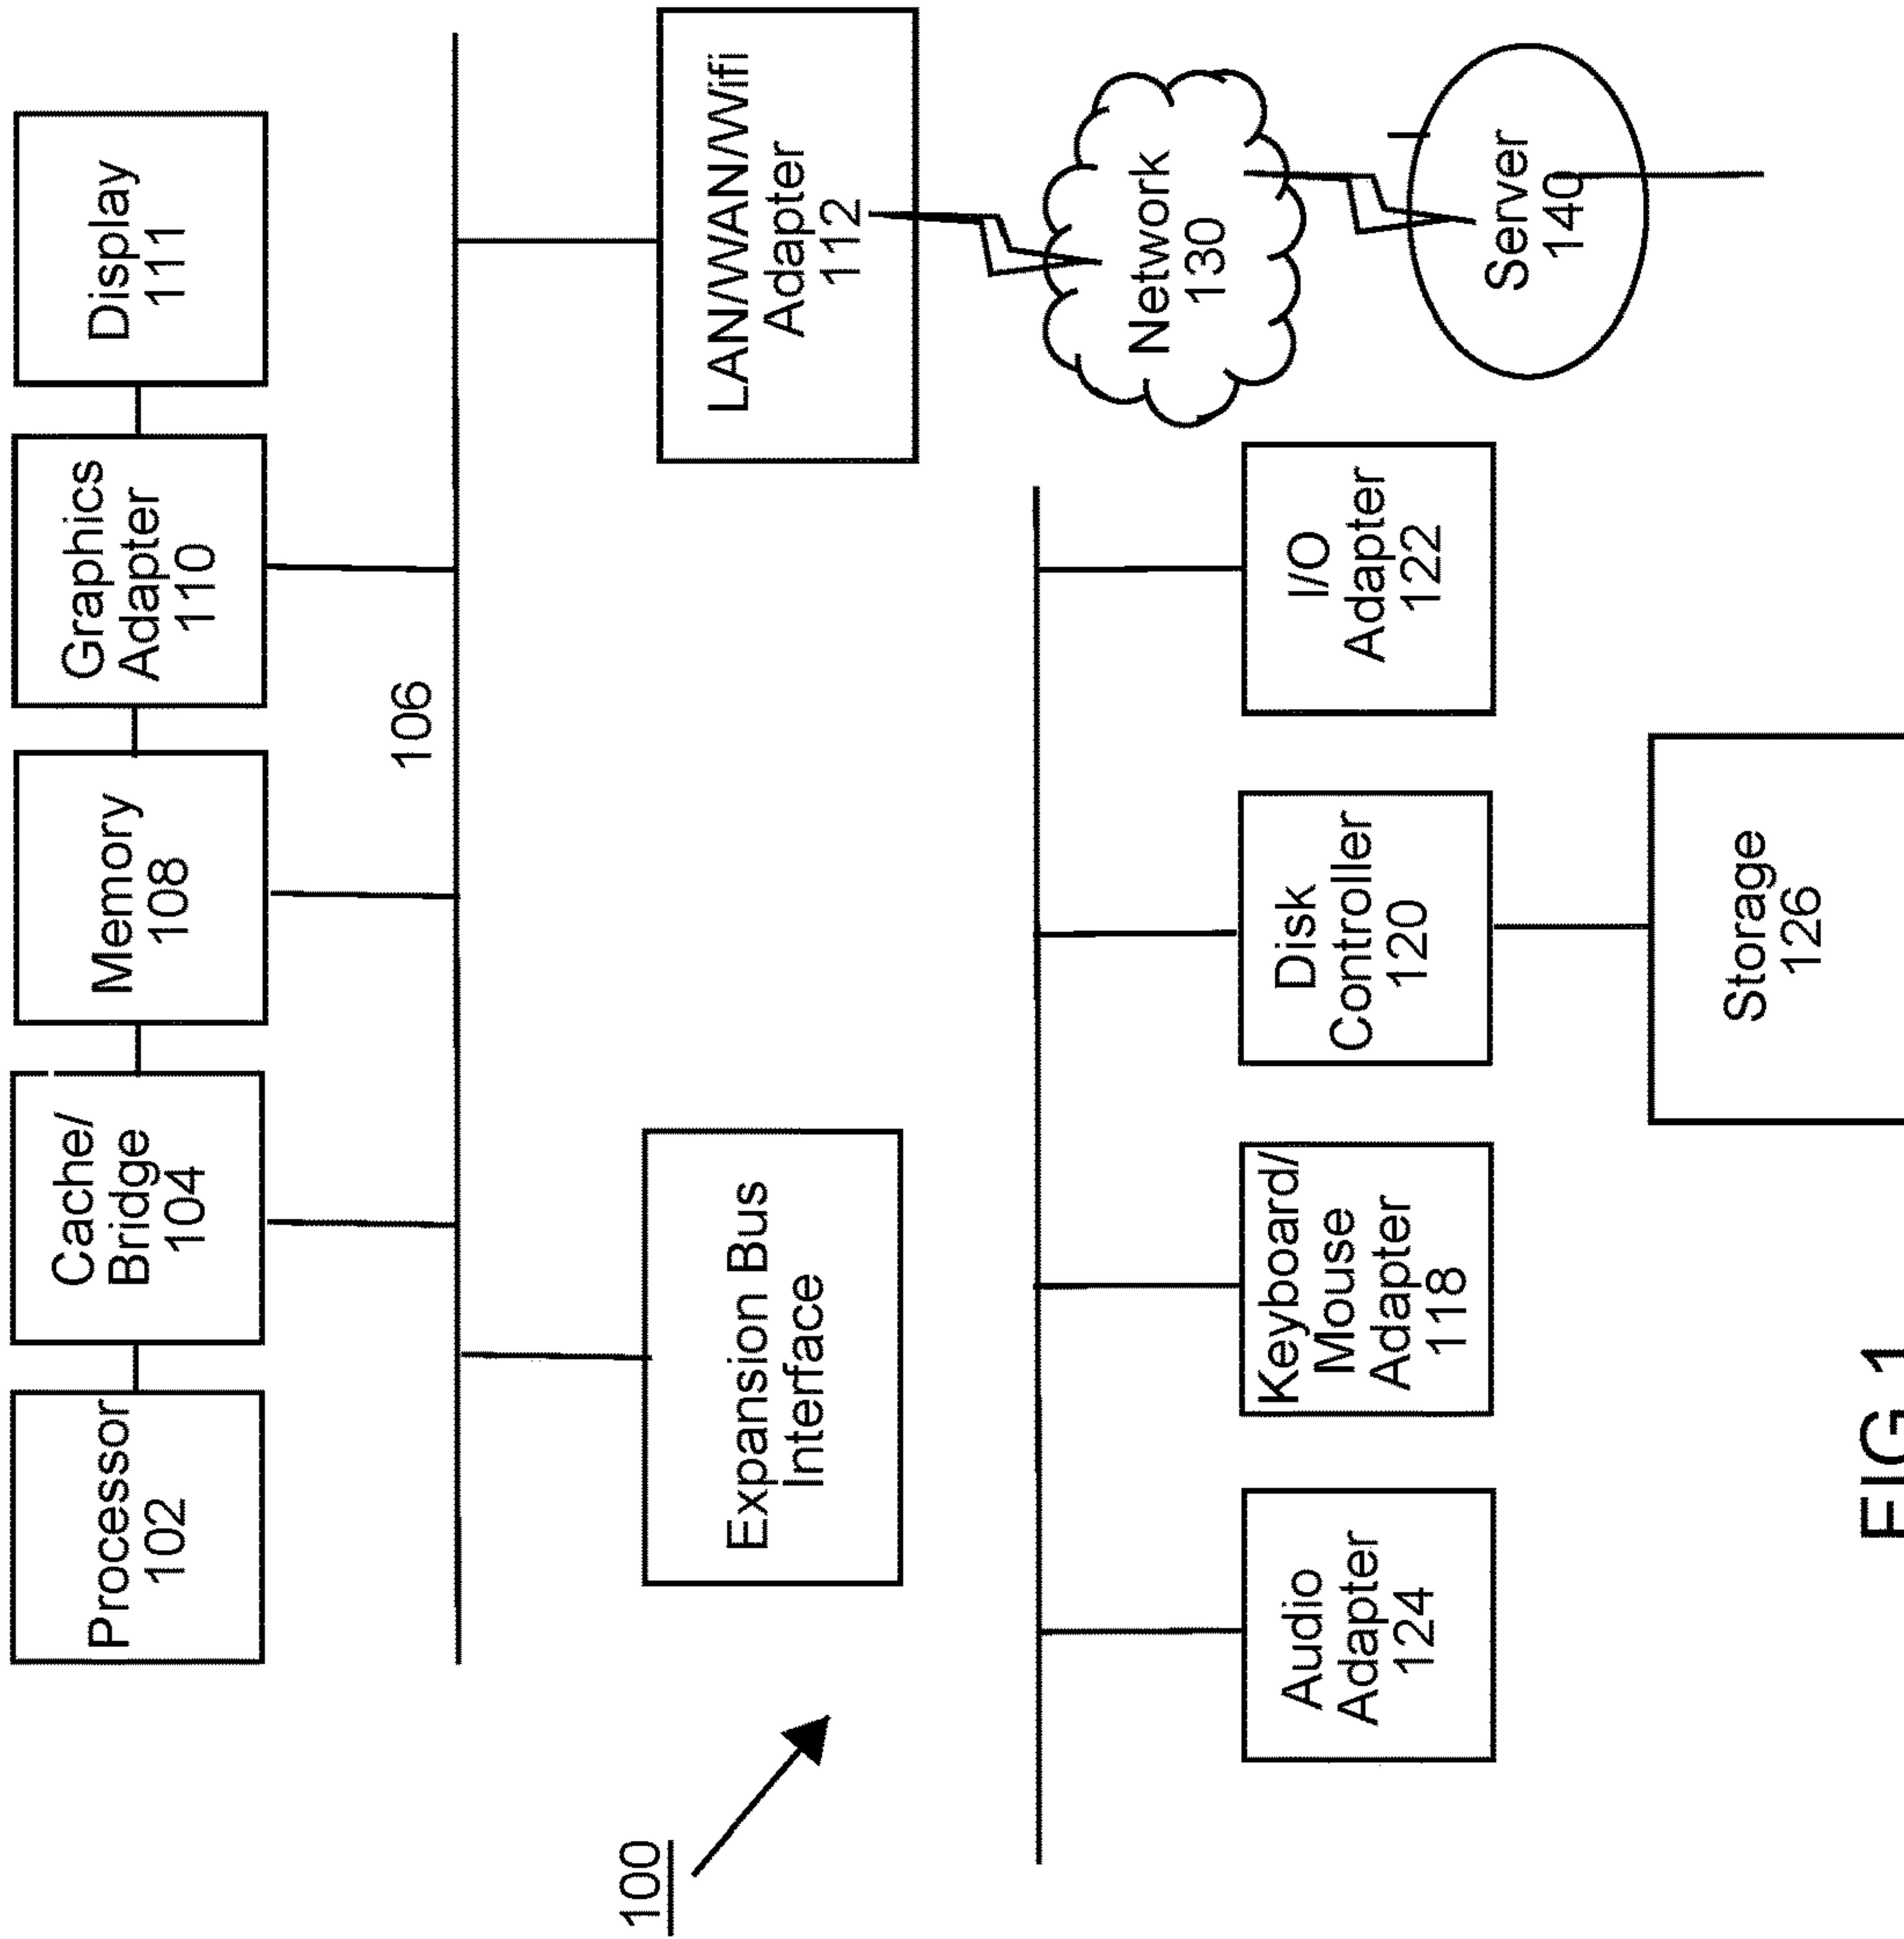 Processor
102
Cache/
Bridge
104
Memory
108
Graphics
Adapter
110
Display
111
106
Expansion Bus
Interface
LAN/WAN/Wifi
Adapter
112
100
Network
130
Server
140
Audio
Adapter
124
Keyboard/
Mouse
Adapter
118
Disk
Controller
120
I/O
Adapter
122
Storage
126
FIG 1